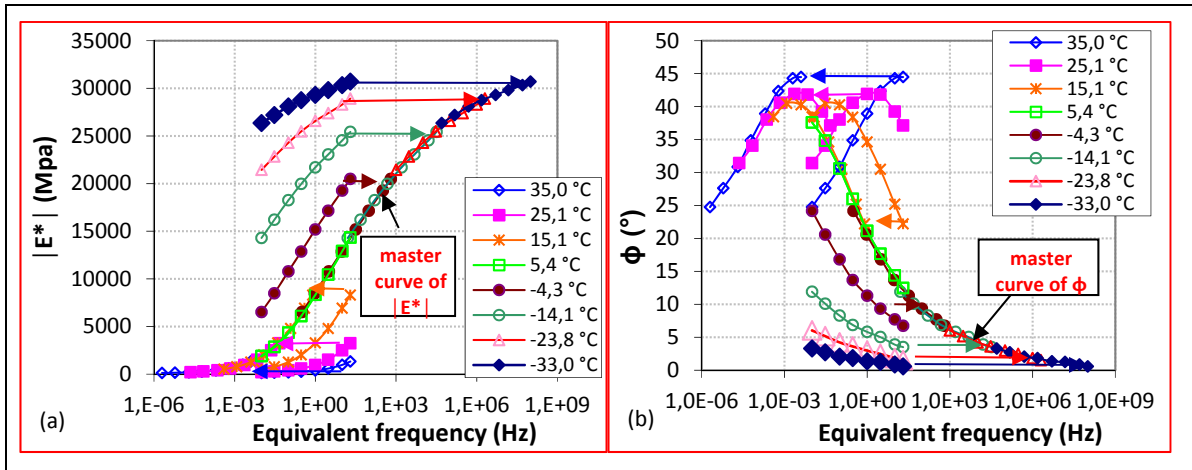 35000
30000
25000
20000
15000
10000
5000
0
|E*| (Mpa)
1,E-06
1,E-03
1,E+00
1,E+03
1,E+06
1,E+09
Equivalent frequency (Hz)
(a)
master
curve of
|E*|
35,0 °C
25,1 °C
15,1 °C
5,4 °C
-4,3 °C
-14,1 °C
-23,8 °C
-33,0 °C
50
45
40
35
30
25
20
15
10
5
0
ϕ (°)
1,0E-06
1,0E-03
1,0E+00
1,0E+03
1,0E+06
1,0E+09
Equivalent frequency (Hz)
(b)
35,0 °C
25,1 °C
15,1 °C
5,4 °C
-4,3 °C
-14,1 °C
-23,8 °C
-33,0 °C
master
curve of ϕ